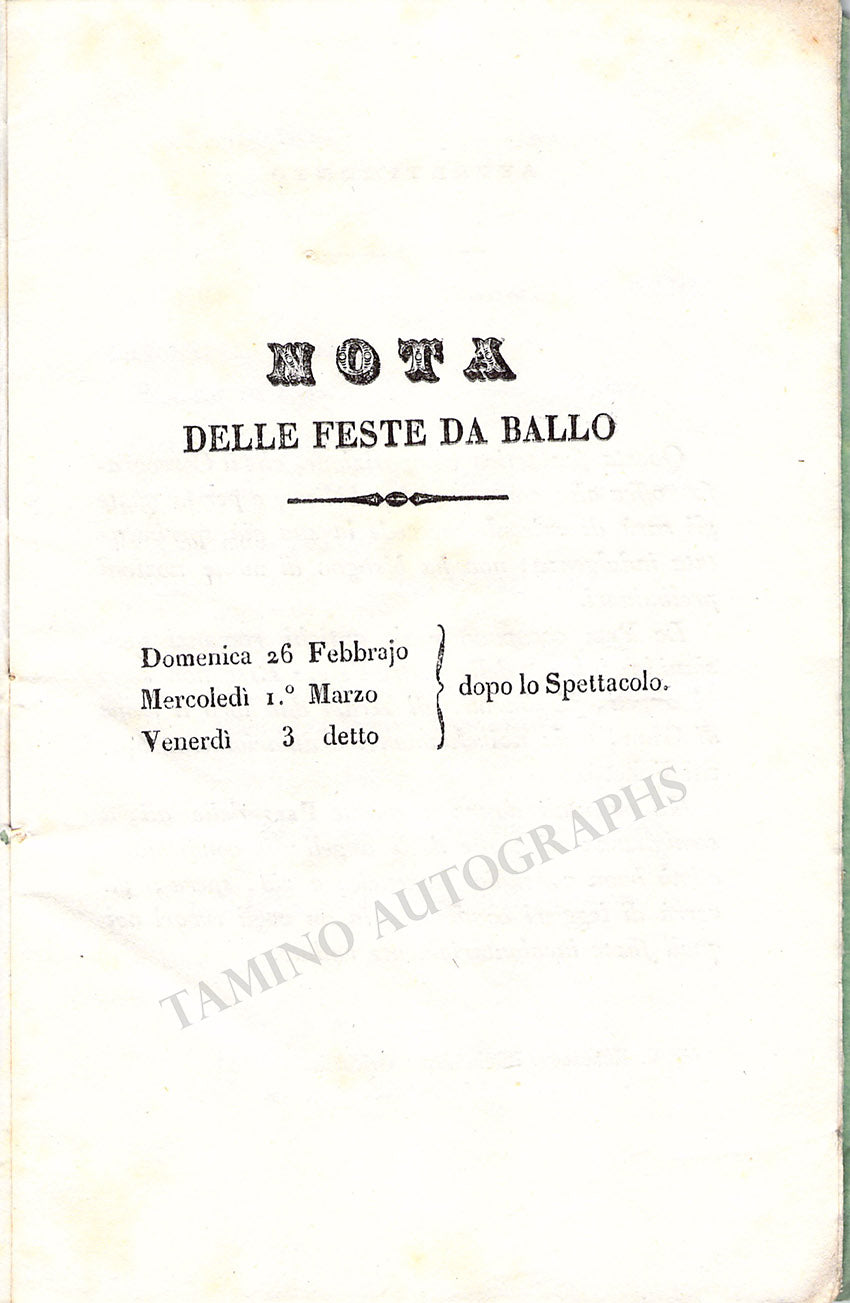 NOTA
DELLE FESTE DA BALLO
Domenica 26 Febbrajo
Mercoledì 1.º Marzo
Venerdì 3 detto
dopo lo Spettacolo.
TAMINO AUTOGRAPHS